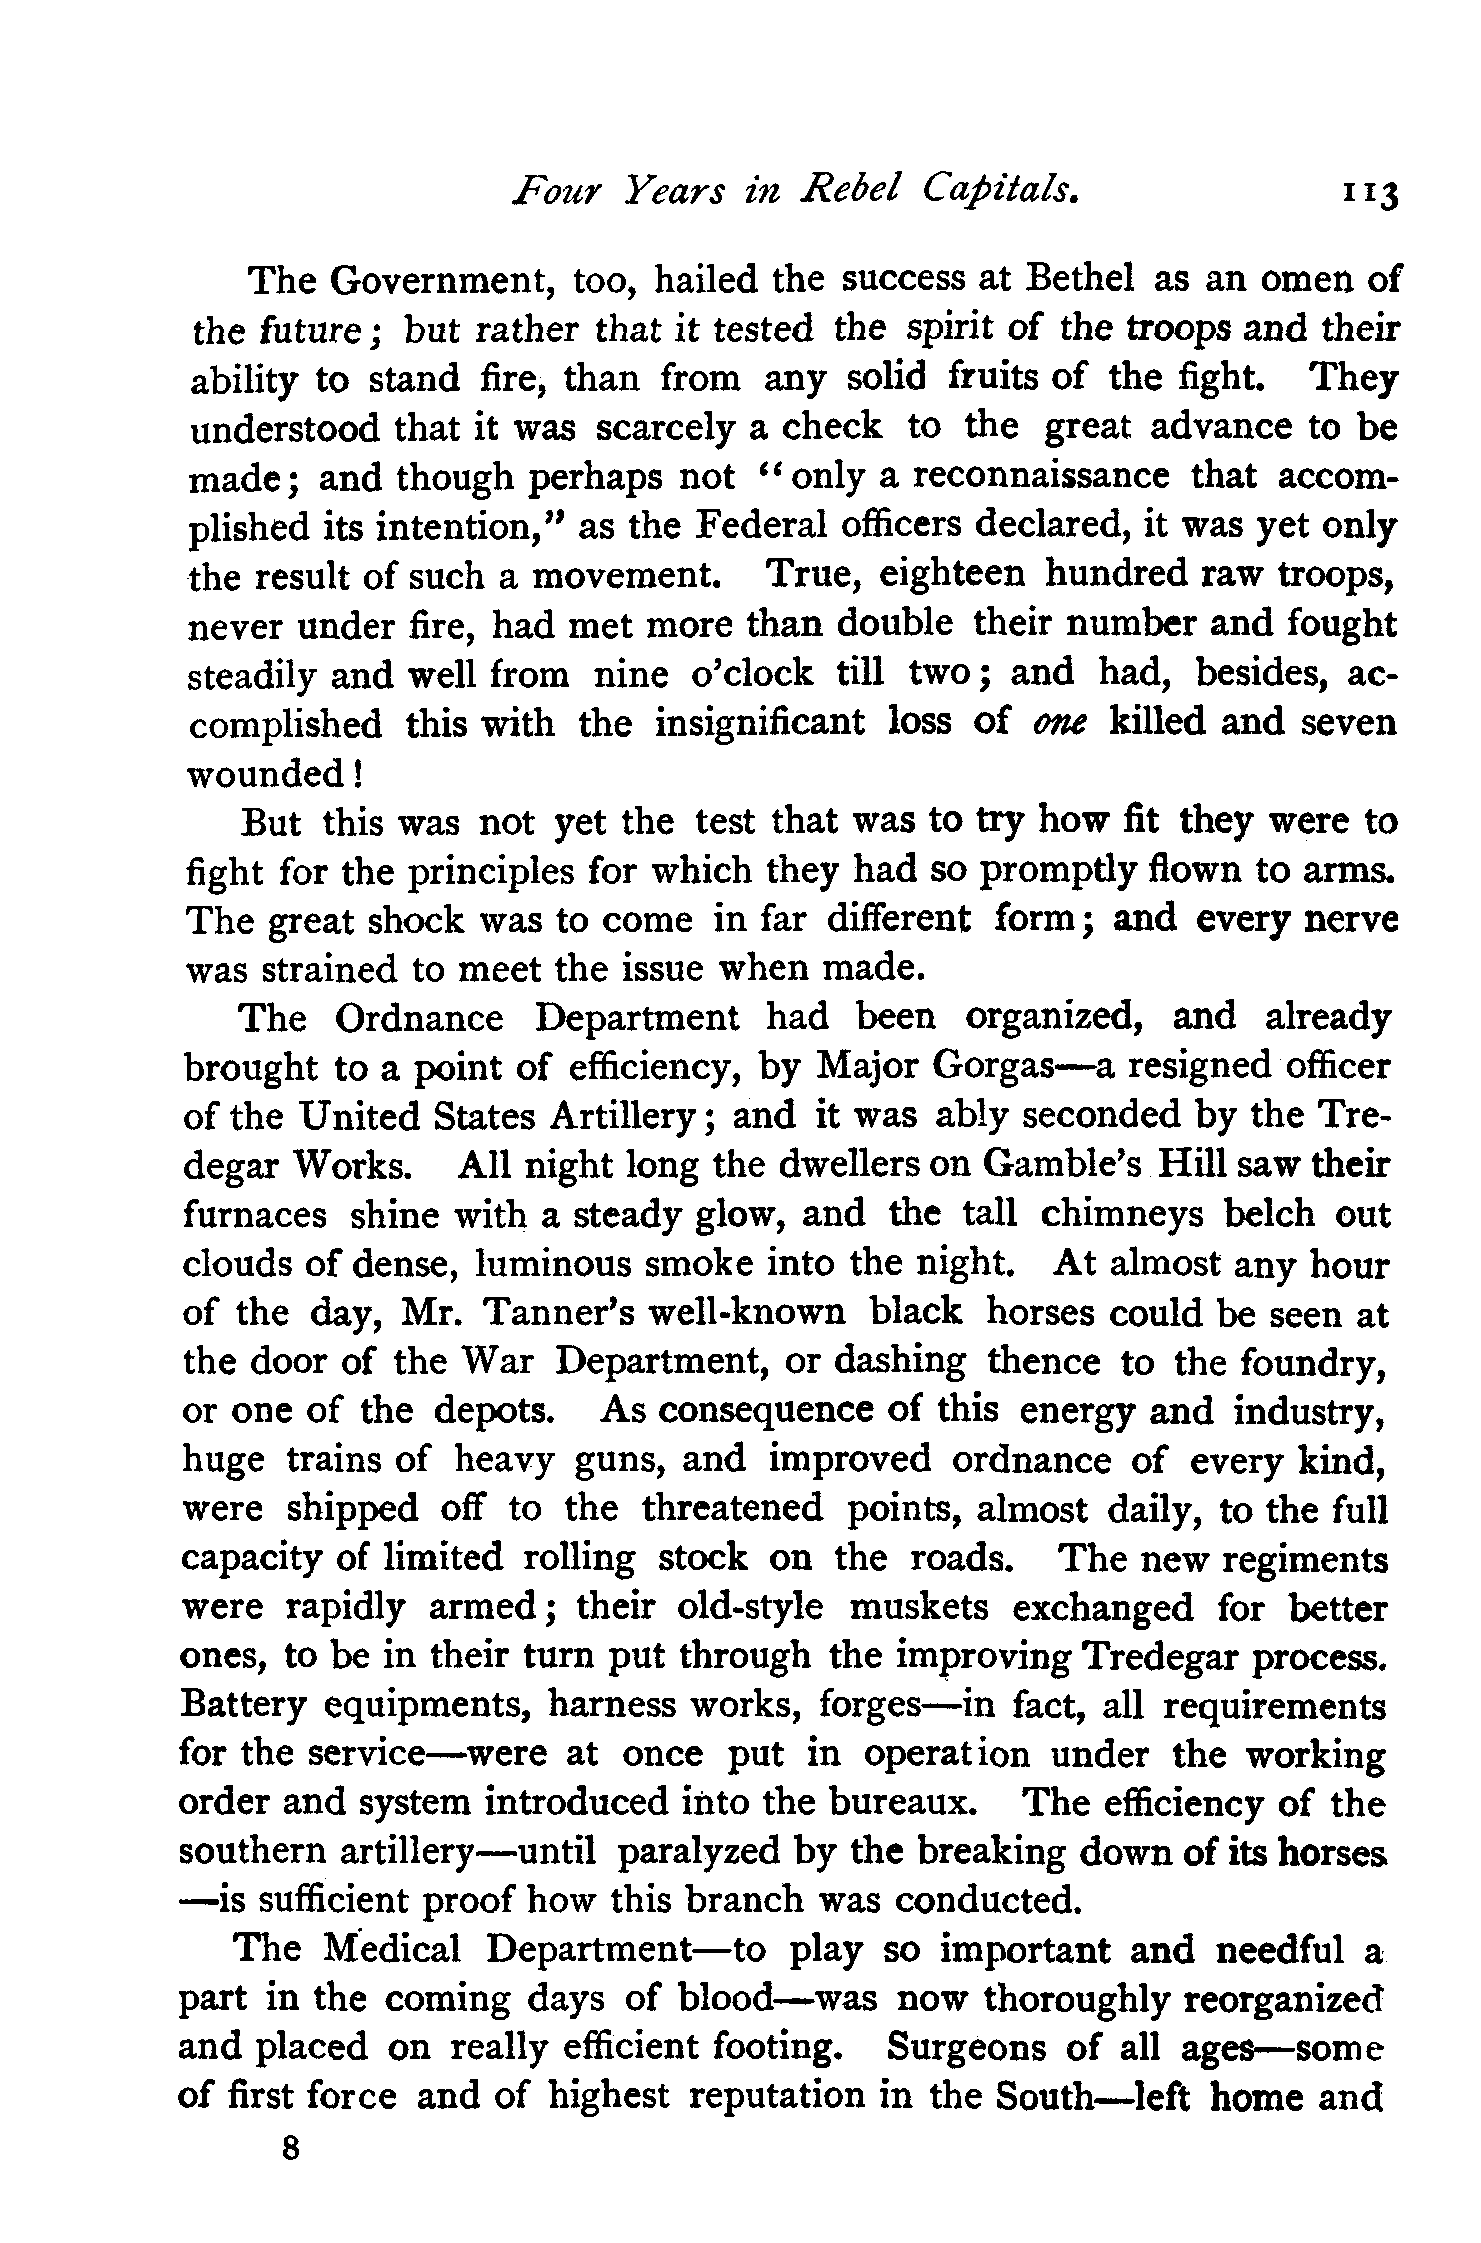 Four Years in Rebel Capitals. 113
The Government, too, hailed the success at Bethel as an omen of
the future; but rather that it tested the spirit of the troops and their
ability to stand fire, than from any solid fruits of the fight. They
understood that it was scarcely a check to the great advance to be
made; and though perhaps not “only a reconnaissance that accom-
plished its intention,” as the Federal officers declared, it was yet only
the result of such a movement. True, eighteen hundred raw troops,
never under fire, had met more than double their number and fought
steadily and well from nine o’clock till two; and had, besides, ac-
complished this with the insignificant loss of one killed and seven
wounded!
But this was not yet the test that was to try how fit they were to
fight for the principles for which they had so promptly flown to arms.
The great shock was to come in far different form; and every nerve
was strained to meet the issue when made.
The Ordnance Department had been organized, and already
brought to a point of efficiency, by Major Gorgas—a resigned officer
of the United States Artillery; and it was ably seconded by the Tre-
degar Works. All night long the dwellers on Gamble’s Hill saw their
furnaces shine with a steady glow, and the tall chimneys belch out
clouds of dense, luminous smoke into the night. At almost any hour
of the day, Mr. Tanner’s well-known black horses could be seen at
the door of the War Department, or dashing thence to the foundry,
or one of the depots. As consequence of this energy and industry,
huge trains of heavy guns, and improved ordnance of every kind,
were shipped off to the threatened points, almost daily, to the full
capacity of limited rolling stock on the roads. The new regiments
were rapidly armed; their old-style muskets exchanged for better
ones, to be in their turn put through the improving Tredegar process.
Battery equipments, harness works, forges—in fact, all requirements
for the service—were at once put in operation under the working
order and system introduced into the bureaux. The efficiency of the
southern artillery—until paralyzed by the breaking down of its horses
—is sufficient proof how this branch was conducted.
The Medical Department—to play so important and needful a
part in the coming days of blood—was now thoroughly reorganized
and placed on really efficient footing. Surgeons of all ages—some
of first force and of highest reputation in the South—left home and
8